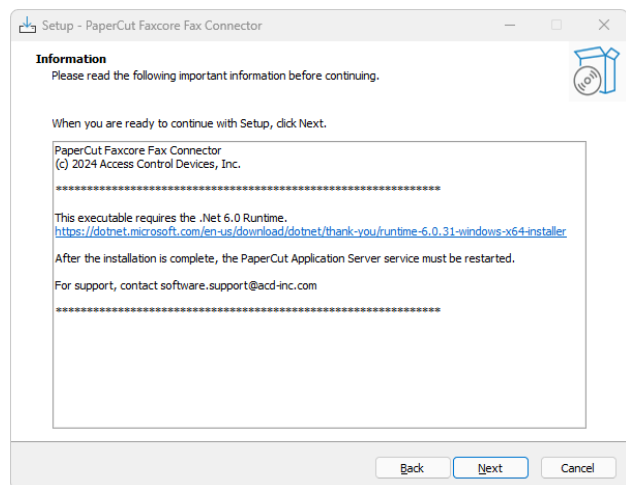 Setup - PaperCut Faxcore Fax Connector
Information
Please read the following important information before continuing.
When you are ready to continue with Setup, click Next.
PaperCut Faxcore Fax Connector
(c) 2024 Access Control Devices, Inc.
**************************************************************
This executable requires the .Net 6.0 Runtime.
https://dotnet.microsoft.com/en-us/download/dotnet/thank-you/runtime-6.0.31-windows-x64-installer
After the installation is complete, the PaperCut Application Server service must be restarted.
For support, contact software.support@acd-inc.com
**************************************************************
Back Next Cancel